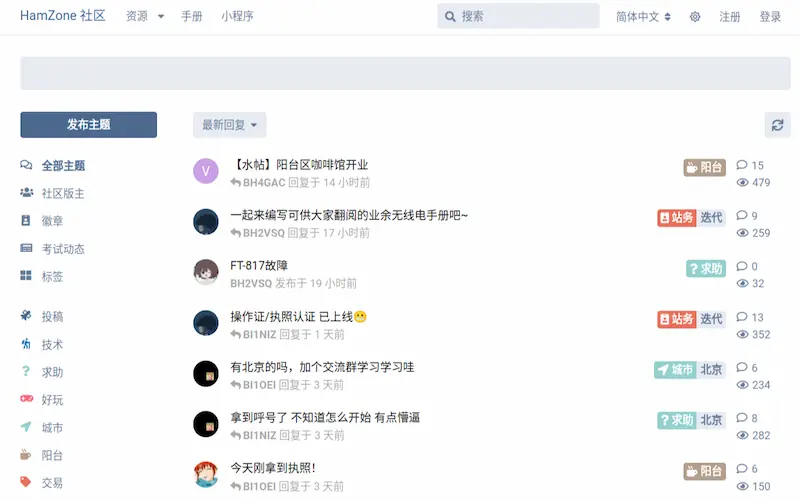 HamZone 社区 资源 手册 小程序 搜索 简体中文 注册 登录
发布主题
最新回复
全部主题
社区版主
徽章
考试动态
标签
投稿
技术
求助
好玩
城市
阳台
交易
V
【水帖】阳台区咖啡馆开业 阳台 15
BH4GAC 回复于 14 小时前 479
一起来编写可供大家翻阅的业余无线电手册吧~ 站务 迭代 9
BH2VSQ 回复于 17 小时前 259
FT-817故障 求助 0
BH2VSQ 发布于 19 小时前 32
操作证/执照认证 已上线😬 站务 迭代 13
BI1NIZ 回复于 1 天前 352
有北京的吗，加个交流群学习学习哇 城市 北京 6
BI1OEI 回复于 3 天前 234
拿到呼号了 不知道怎么开始 有点懵逼 求助 北京 8
BI1NIZ 回复于 3 天前 282
今天刚拿到执照！ 阳台 6
BI1OEI 回复于 3 天前 150